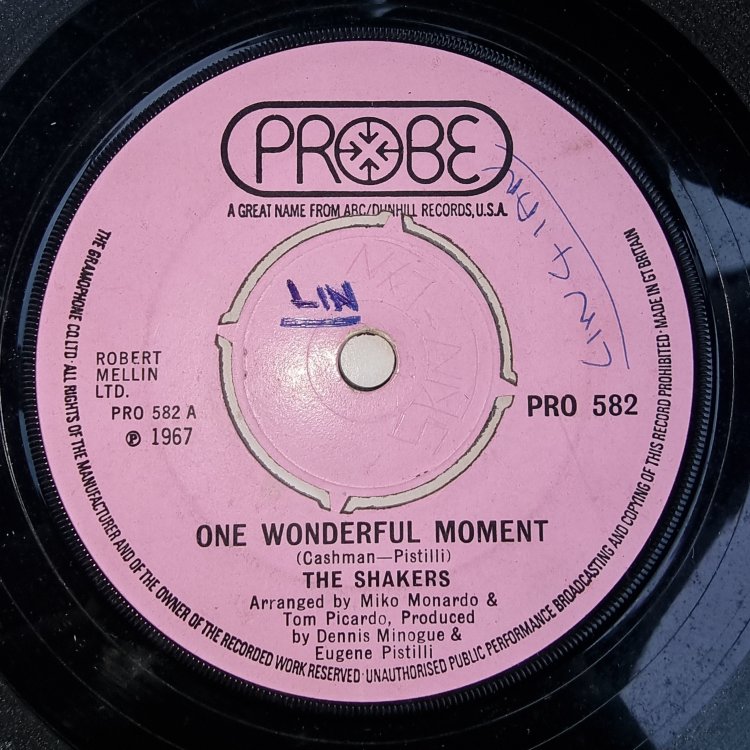 PROBE
A GREAT NAME FROM ABC/DUNHILL RECORDS, U.S.A.
LIN
ROBERT
MELLIN
LTD.
PRO 582 A
℗ 1967
PRO 582
ONE WONDERFUL MOMENT
(Cashman—Pistilli)
THE SHAKERS
Arranged by Miko Monardo &
Tom Picardo, Produced
by Dennis Minogue &
Eugene Pistilli
THE GRAMOPHONE CO LTD · ALL RIGHTS OF THE MANUFACTURER AND OF THE OWNER OF THE RECORDED WORK RESERVED · UNAUTHORISED PUBLIC PERFORMANCE BROADCASTING AND COPYING OF THIS RECORD PROHIBITED · MADE IN GT BRITAIN